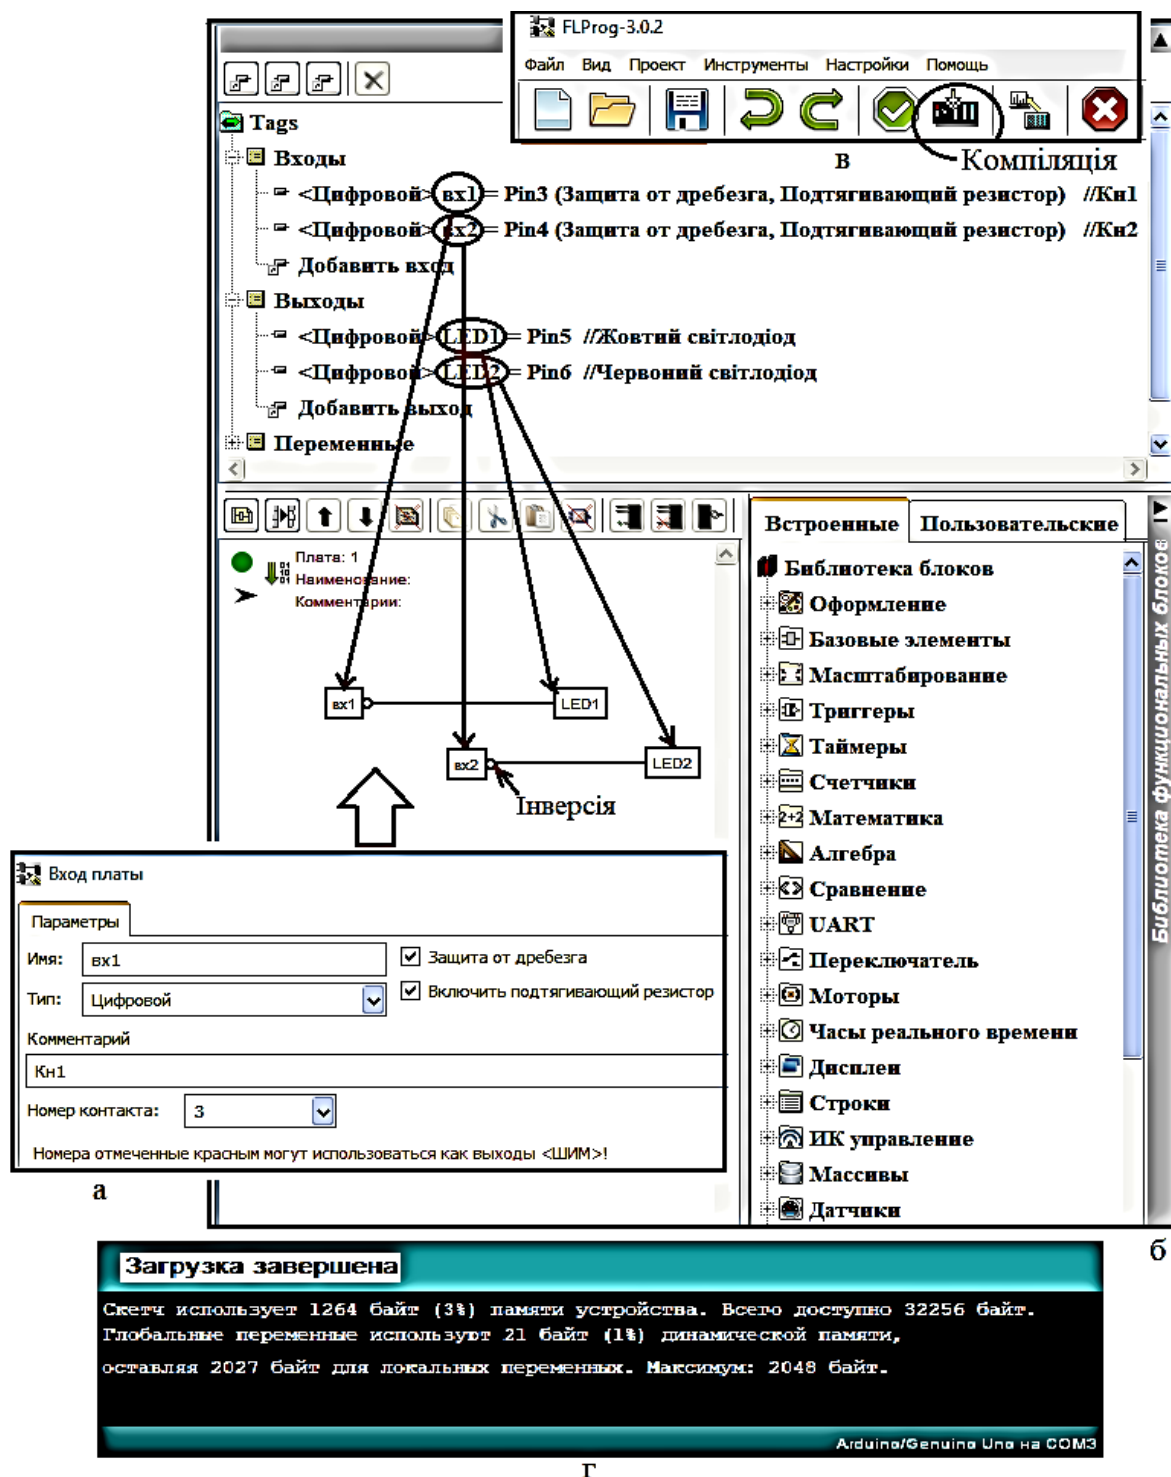 FLProg-3.0.2
Файл Вид Проект Инструменты Настройки Помощь
в
Компіляція
Tags
Входы
<Цифровой> вх1 = Pin3 (Защита от дребезга, Подтягивающий резистор) //Кн1
<Цифровой> вх2 = Pin4 (Защита от дребезга, Подтягивающий резистор) //Кн2
Добавить вход
Выходы
<Цифровой> LED1 = Pin5 //Жовтий світлодіод
<Цифровой> LED2 = Pin6 //Червоний світлодіод
Добавить выход
Переменные
Плата: 1
Наименование:
Комментарии:
вх1
LED1
вх2
LED2
Інверсія
Встроенные Пользовательские
Библиотека блоков
Оформление
Базовые элементы
Масштабирование
Триггеры
Таймеры
Счетчики
2+2 Математика
Алгебра
Сравнение
UART
Переключатель
Моторы
Часы реального времени
Дисплеи
Строки
ИК управление
Массивы
Датчики
Библиотека функциональных блоков
Вход платы
Параметры
Имя: вх1
Защита от дребезга
Тип: Цифровой
Включить подтягивающий резистор
Комментарий
Кн1
Номер контакта: 3
Номера отмеченные красным могут использоваться как выходы <ШИМ>!
а
б
Загрузка завершена
Скетч использует 1264 байт (3%) памяти устройства. Всего доступно 32256 байт.
Глобальные переменные используют 21 байт (1%) динамической памяти,
оставляя 2027 байт для локальных переменных. Максимум: 2048 байт.
Arduino/Genuino Uno на COM3
г